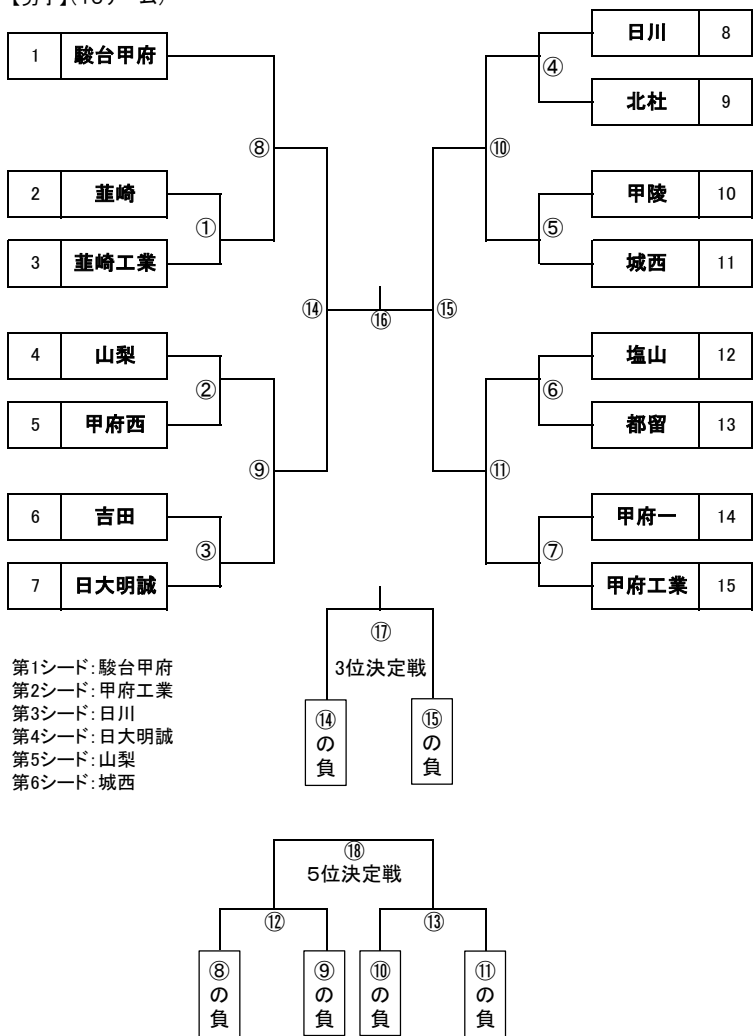 【男子】(15チーム)
1 駿台甲府
⑧
2 韮崎
①
3 韮崎工業
⑭
4 山梨
②
5 甲府西
⑨
6 吉田
③
7 日大明誠
⑯
日川 8
④
北杜 9
⑩
甲陵 10
⑤
城西 11
⑮
塩山 12
⑥
都留 13
⑪
甲府一 14
⑦
甲府工業 15
第1シード:駿台甲府
第2シード:甲府工業
第3シード:日川
第4シード:日大明誠
第5シード:山梨
第6シード:城西
⑰
3位決定戦
⑭の負
⑮の負
⑱
5位決定戦
⑫
⑬
⑧の負
⑨の負
⑩の負
⑪の負